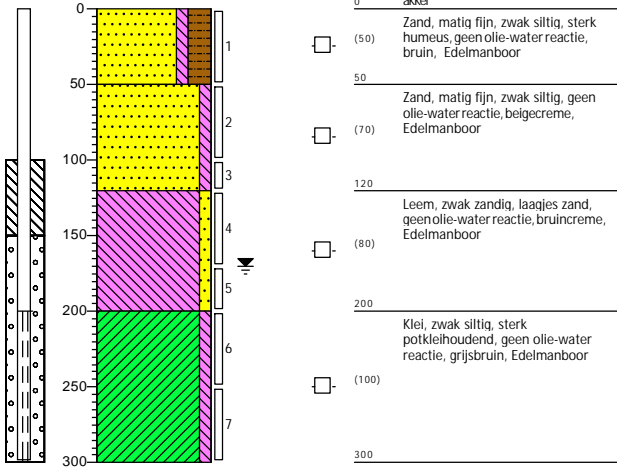 0
50
100
150
200
250
300
1
2
3
4
5
6
7
0 akker
(50)
Zand, matig fijn, zwak siltig, sterk
humeus, geen olie-water reactie,
bruin, Edelmanboor
50
(70)
Zand, matig fijn, zwak siltig, geen
olie-water reactie, beigecreme,
Edelmanboor
120
(80)
Leem, zwak zandig, laagjes zand,
geen olie-water reactie, bruincreme,
Edelmanboor
200
(100)
Klei, zwak siltig, sterk
potkleihoudend, geen olie-water
reactie, grijsbruin, Edelmanboor
300